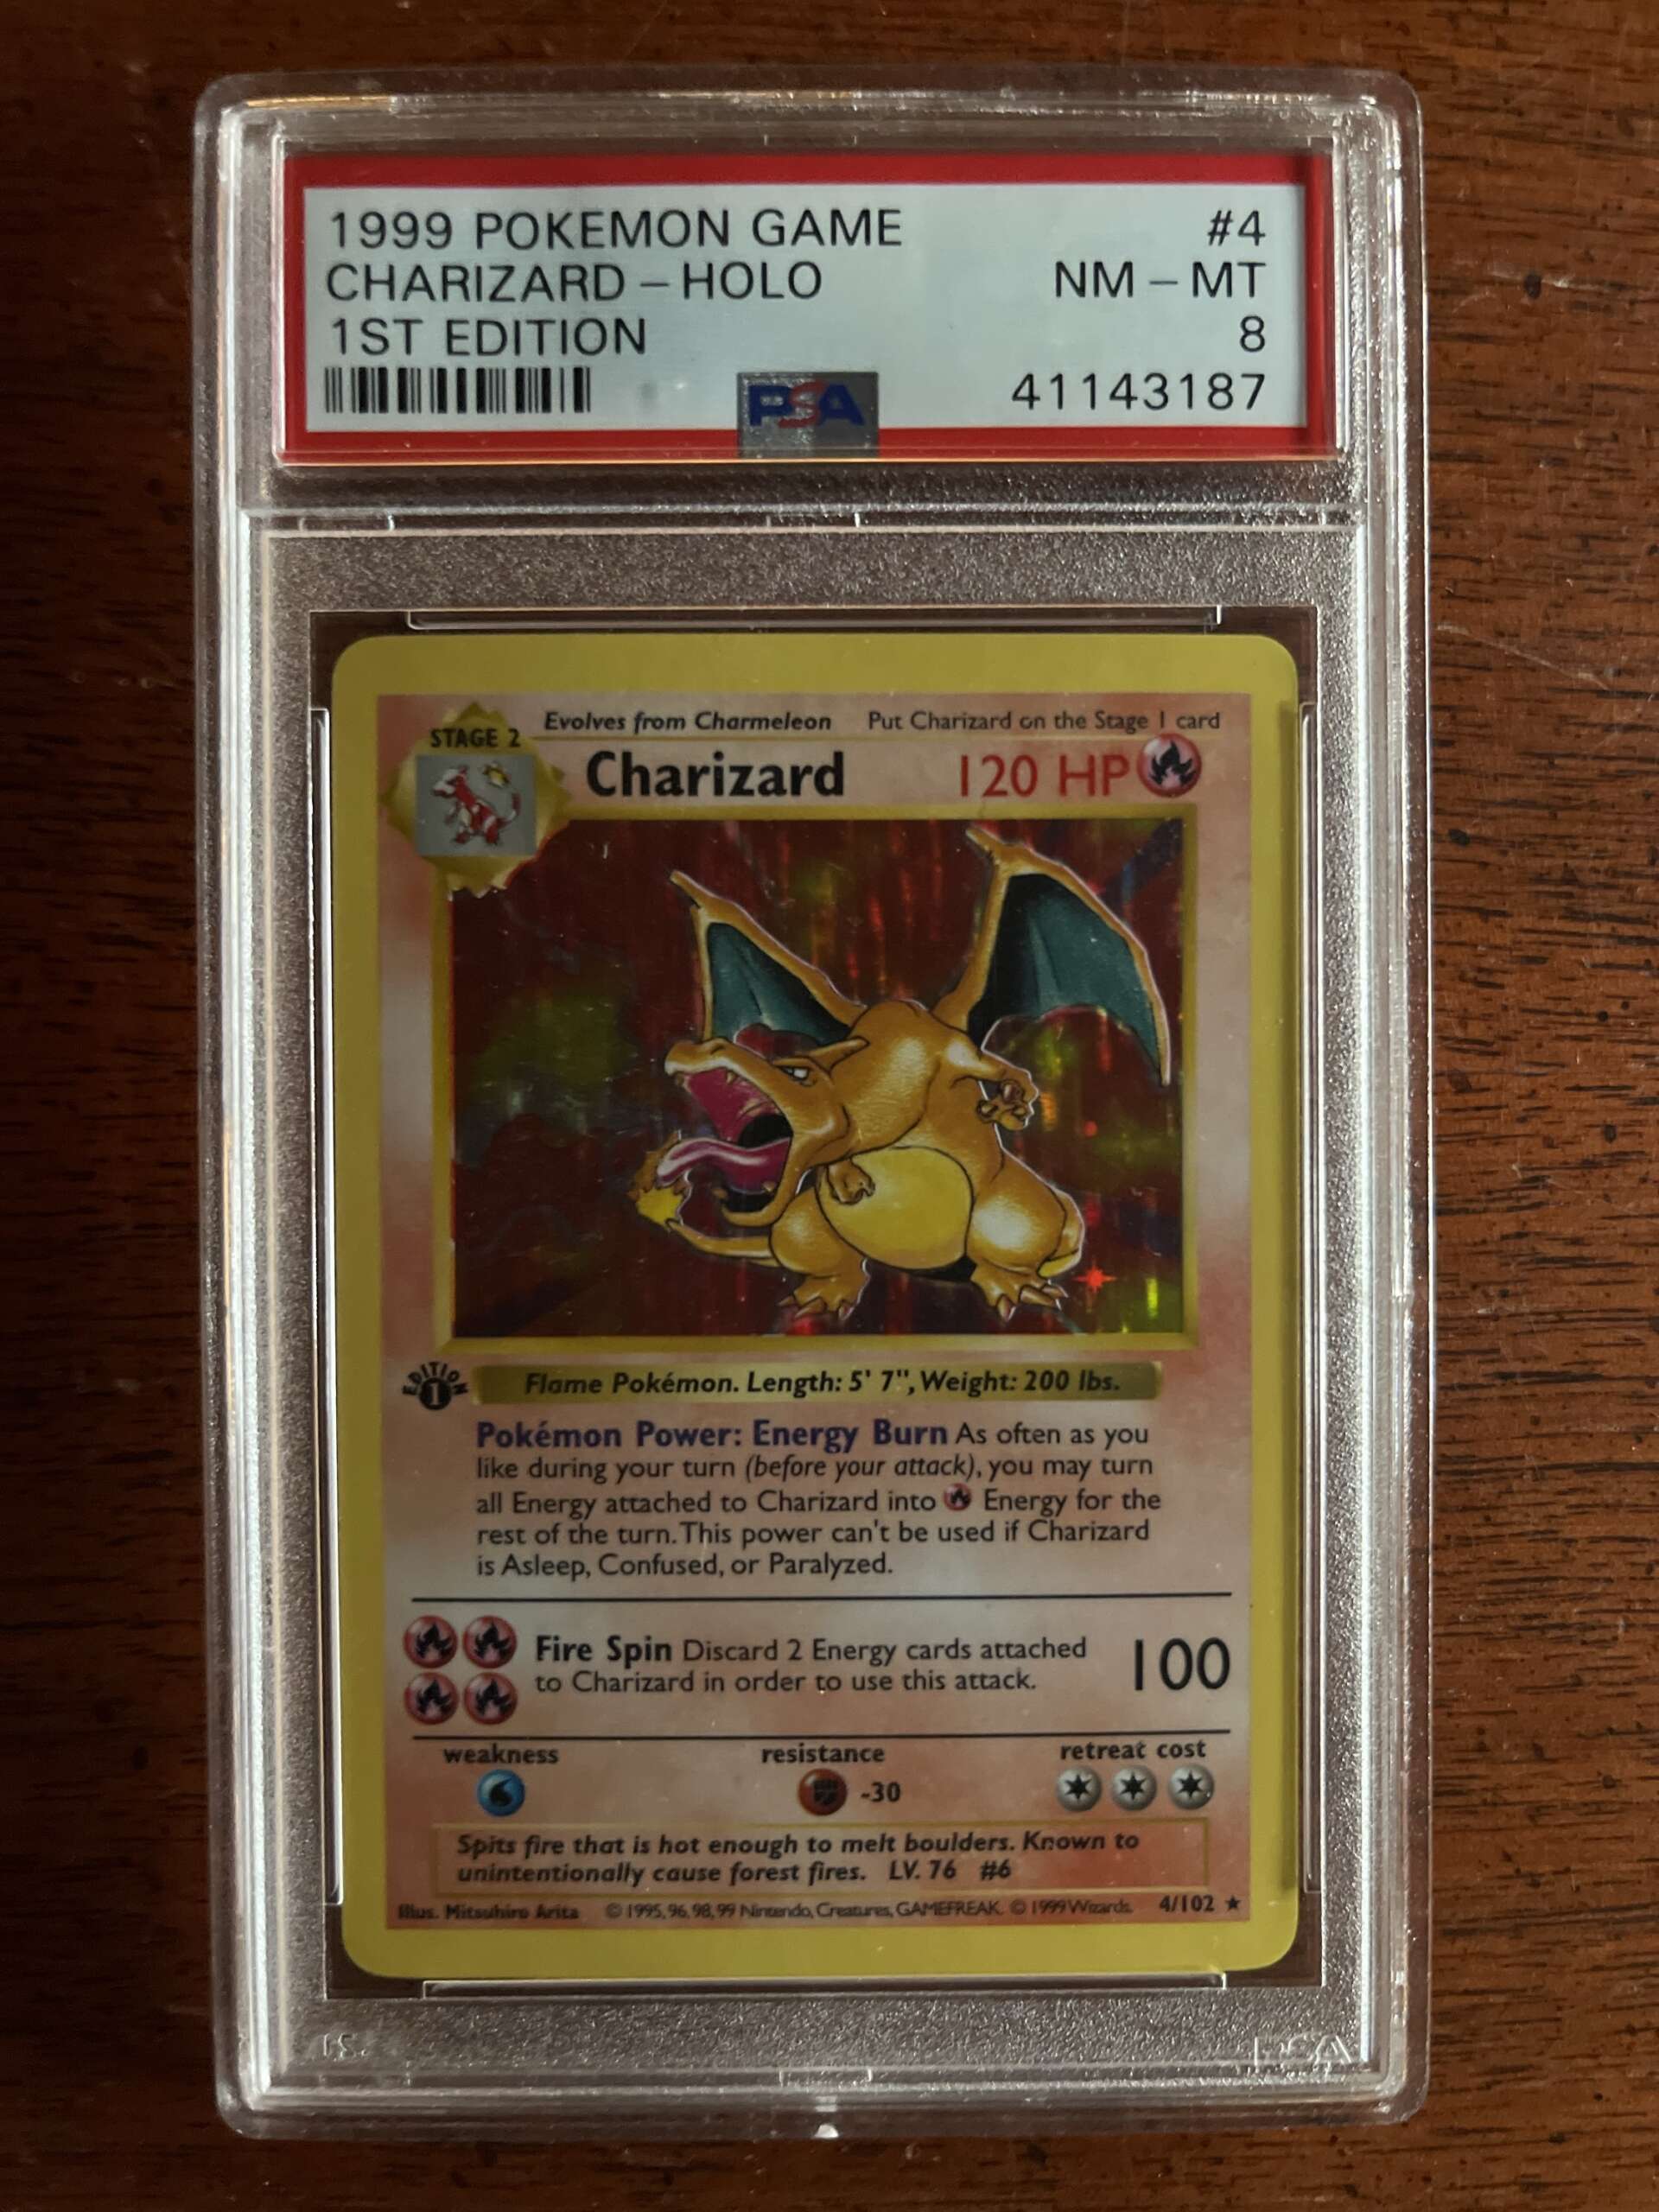 1999 POKEMON GAME #4
CHARIZARD - HOLO NM - MT
1ST EDITION 8
PSA 41143187
Evolves from Charmeleon Put Charizard on the Stage 1 card
STAGE 2
Charizard 120 HP
EDITION 1
Flame Pokémon. Length: 5' 7", Weight: 200 lbs.
Pokémon Power: Energy Burn As often as you
like during your turn (before your attack), you may turn
all Energy attached to Charizard into Energy for the
rest of the turn. This power can't be used if Charizard
is Asleep, Confused, or Paralyzed.
Fire Spin Discard 2 Energy cards attached
to Charizard in order to use this attack.
100
weakness resistance retreat cost
-30
Spits fire that is hot enough to melt boulders. Known to
unintentionally cause forest fires. LV. 76 #6
Illus. Mitsuhiro Arita © 1995, 96, 98, 99 Nintendo, Creatures, GAMEFREAK. © 1999 Wizards. 4/102 ★
PSA